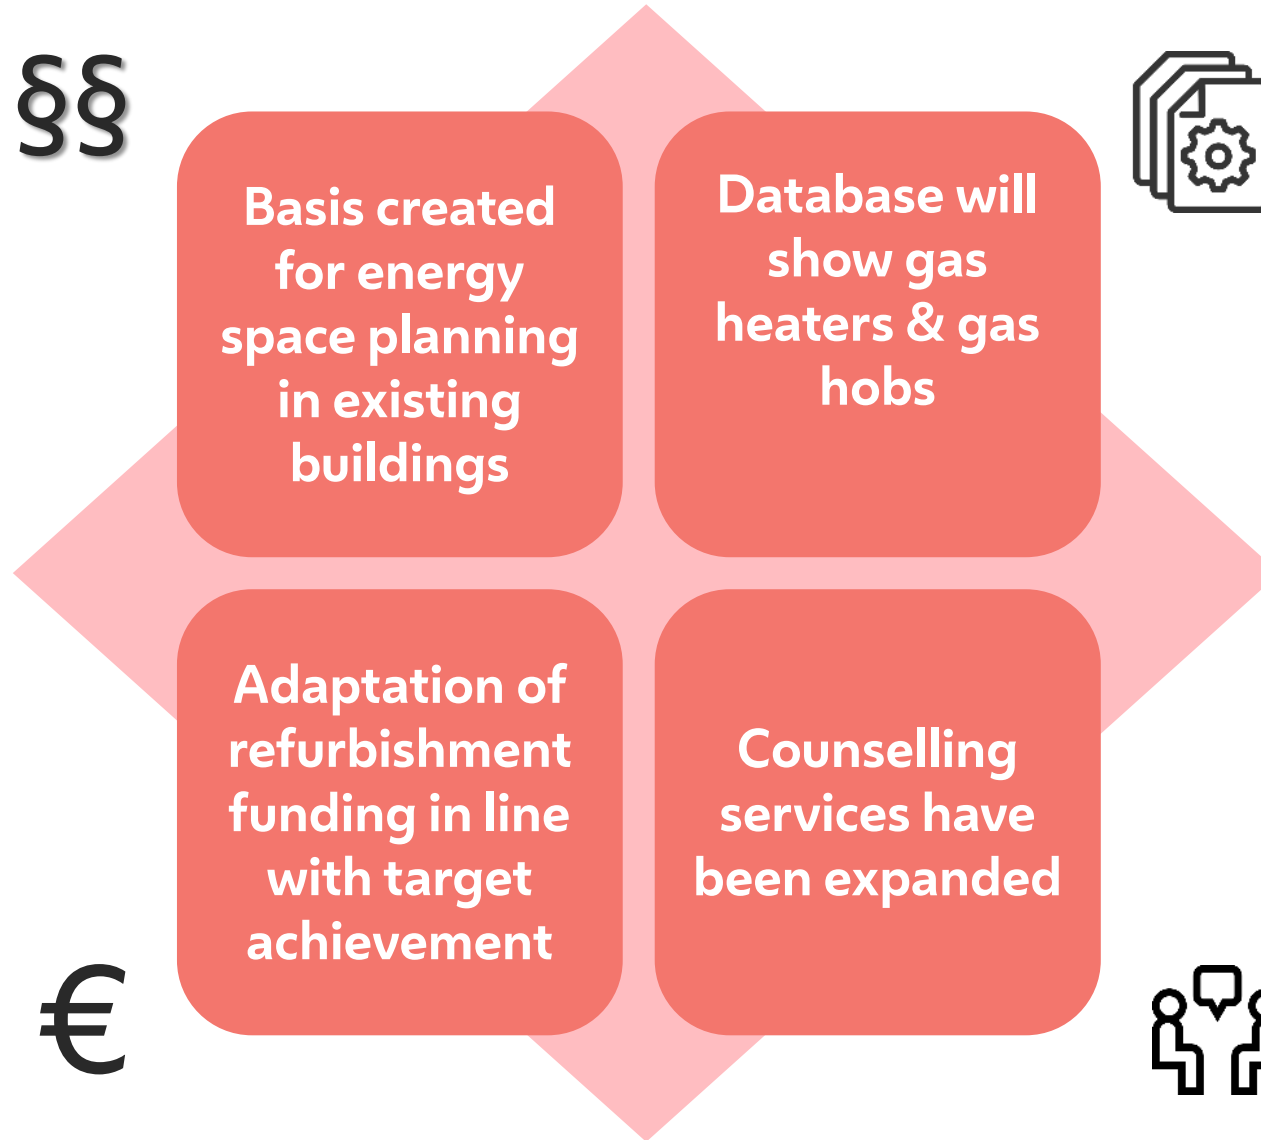 §§
Basis created
for energy
space planning
in existing
buildings
Database will
show gas
heaters & gas
hobs
Adaptation of
refurbishment
funding in line
with target
achievement
Counselling
services have
been expanded
€